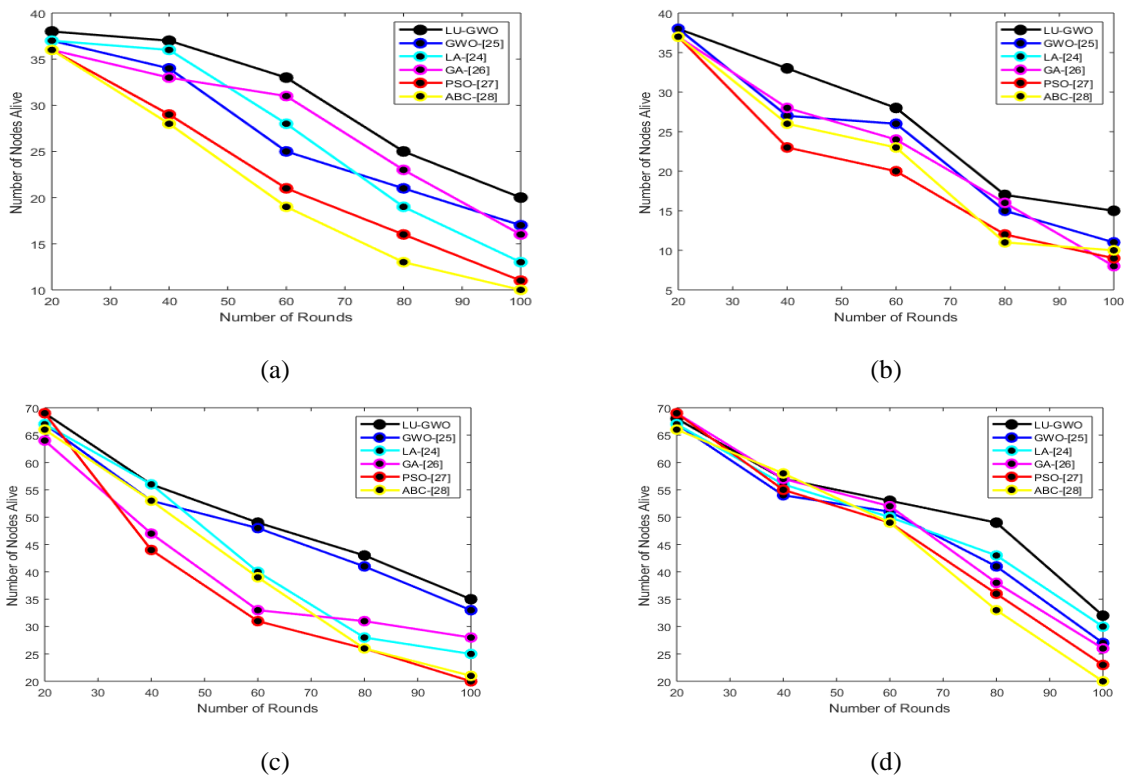 40
35
30
25
20
15
10
Number of Nodes Alive
20 30 40 50 60 70 80 90 100
Number of Rounds
LU-GWO
GWO-[25]
LA-[24]
GA-[26]
PSO-[27]
ABC-[28]
(a)
40
35
30
25
20
15
10
5
Number of Nodes Alive
20 30 40 50 60 70 80 90 100
Number of Rounds
LU-GWO
GWO-[25]
LA-[24]
GA-[26]
PSO-[27]
ABC-[28]
(b)
70
65
60
55
50
45
40
35
30
25
20
Number of Nodes Alive
20 30 40 50 60 70 80 90 100
Number of Rounds
LU-GWO
GWO-[25]
LA-[24]
GA-[26]
PSO-[27]
ABC-[28]
(c)
70
65
60
55
50
45
40
35
30
25
20
Number of Nodes Alive
20 30 40 50 60 70 80 90 100
Number of Rounds
LU-GWO
GWO-[25]
LA-[24]
GA-[26]
PSO-[27]
ABC-[28]
(d)